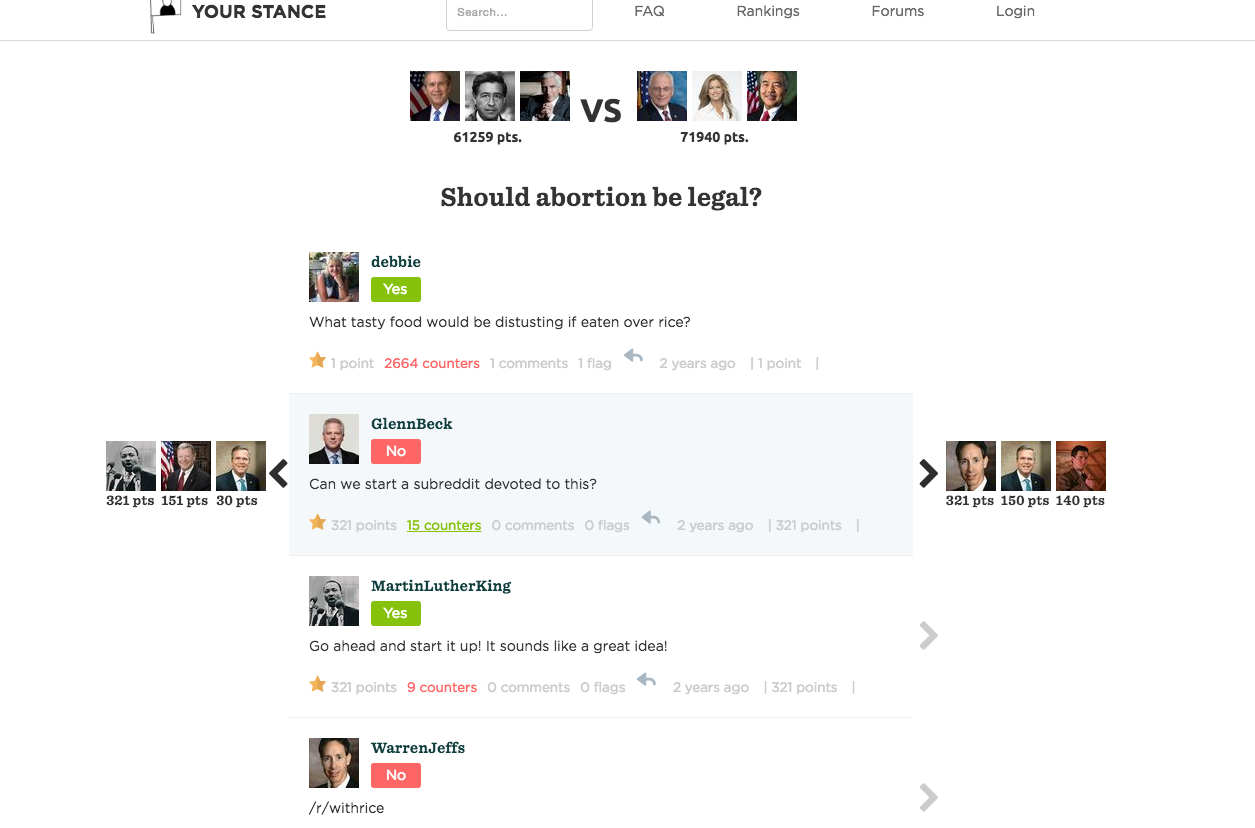 YOUR STANCE
Search...
FAQ
Rankings
Forums
Login
VS
61259 pts.
71940 pts.
Should abortion be legal?
debbie
Yes
What tasty food would be distusting if eaten over rice?
1 point 2664 counters 1 comments 1 flag 2 years ago | 1 point |
GlennBeck
No
Can we start a subreddit devoted to this?
321 points 15 counters 0 comments 0 flags 2 years ago | 321 points |
321 pts 151 pts 30 pts
321 pts 150 pts 140 pts
MartinLutherKing
Yes
Go ahead and start it up! It sounds like a great idea!
321 points 9 counters 0 comments 0 flags 2 years ago | 321 points |
WarrenJeffs
No
/r/withrice